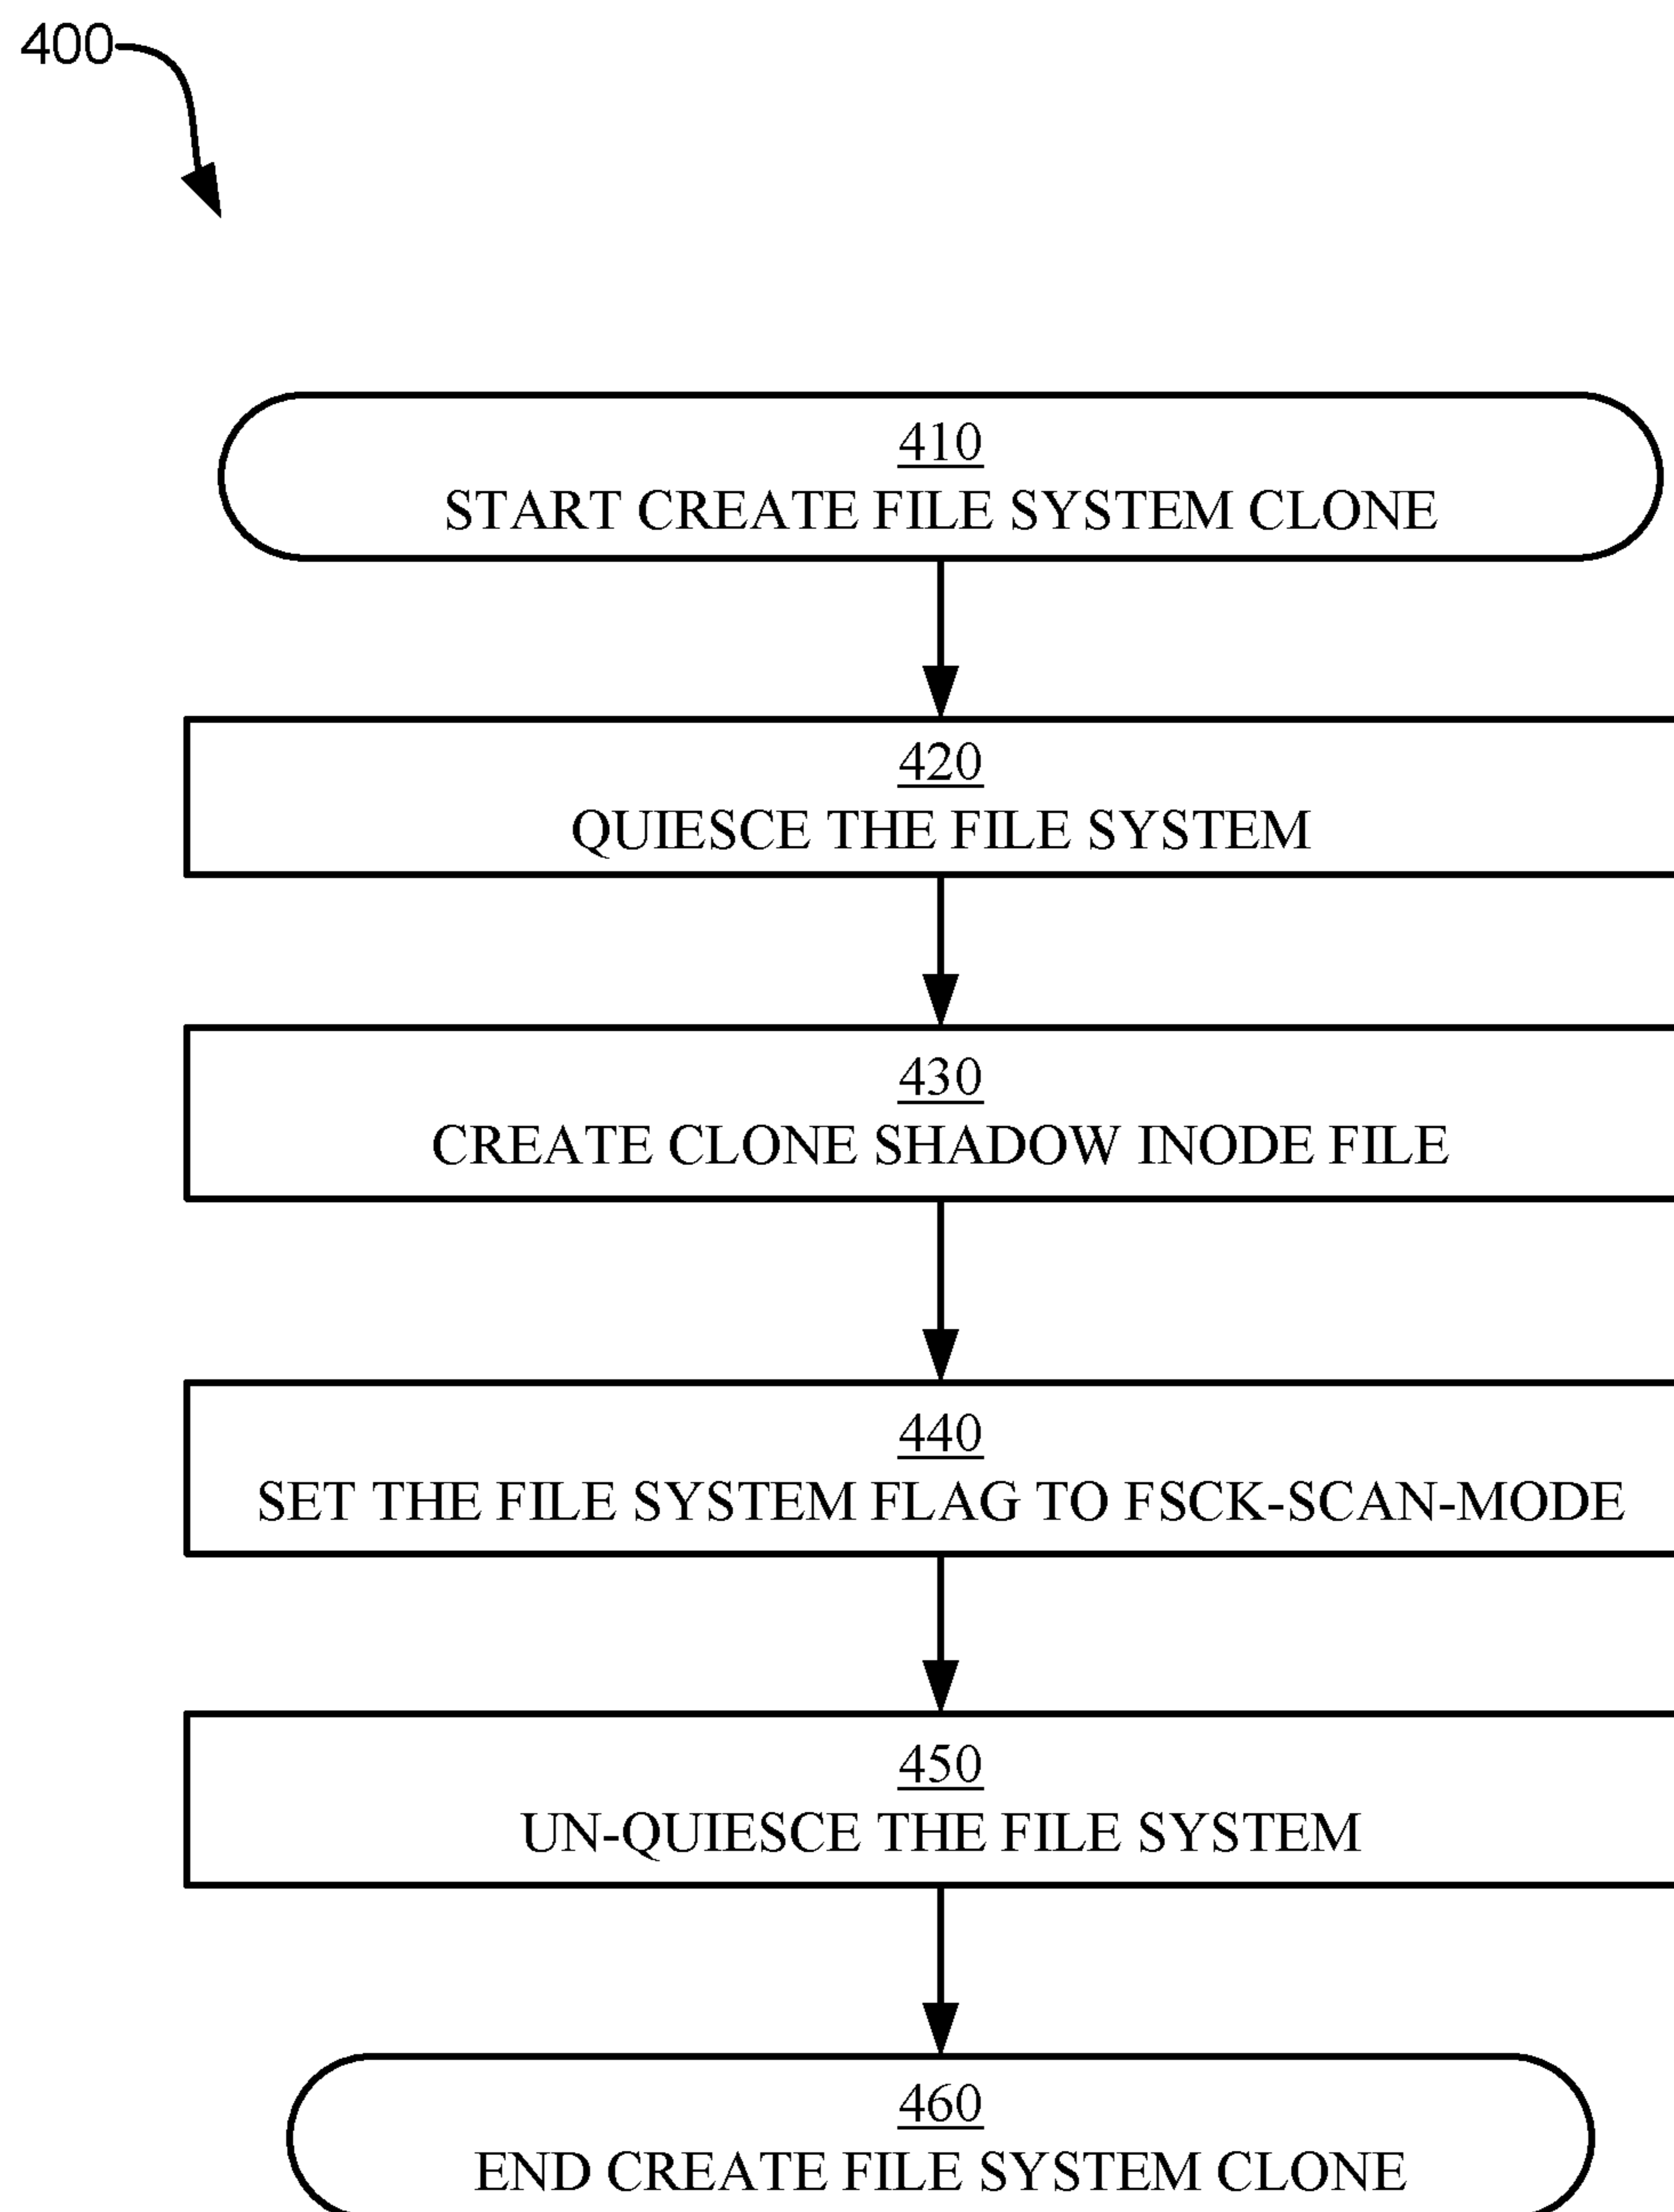 400
410
START CREATE FILE SYSTEM CLONE
420
QUIESCE THE FILE SYSTEM
430
CREATE CLONE SHADOW INODE FILE
440
SET THE FILE SYSTEM FLAG TO FSCK-SCAN-MODE
450
UN-QUIESCE THE FILE SYSTEM
460
END CREATE FILE SYSTEM CLONE